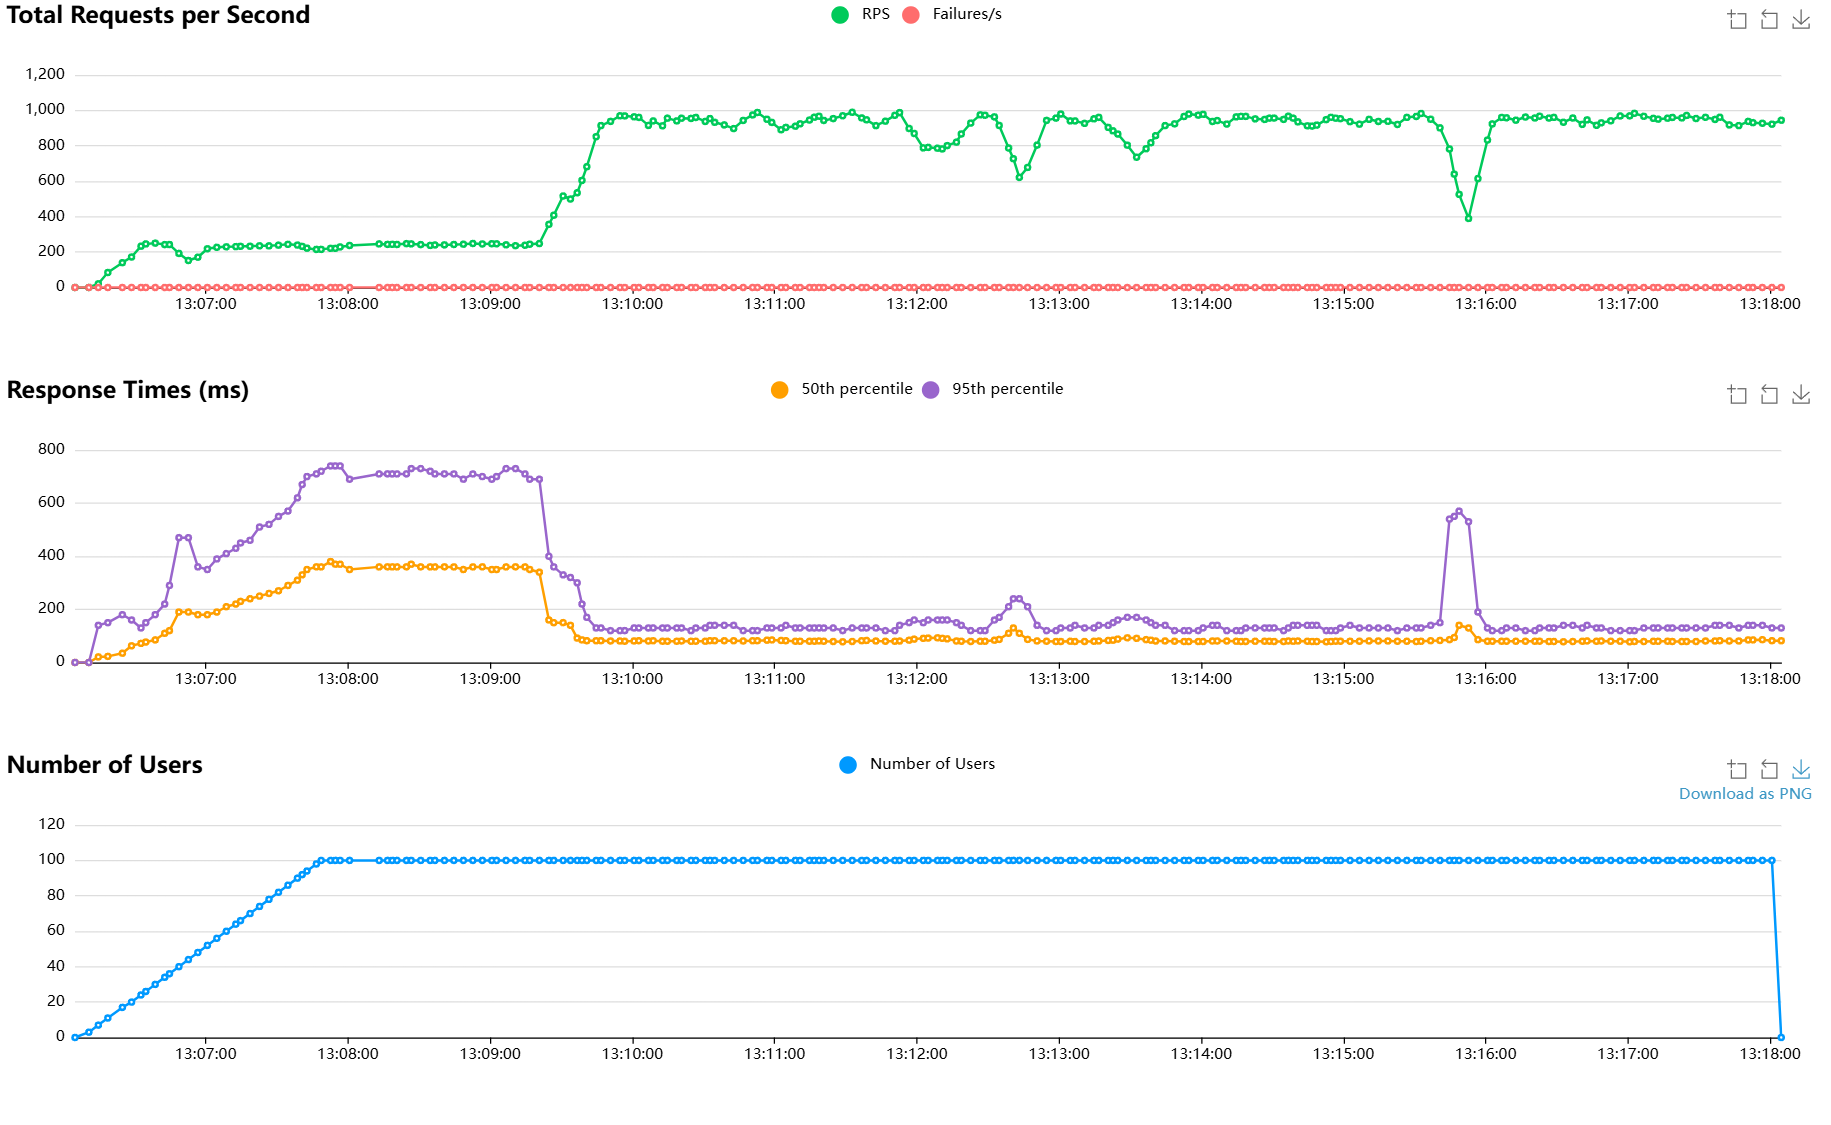 Total Requests per Second
RPS Failures/s
1,200
1,000
800
600
400
200
0
13:07:00 13:08:00 13:09:00 13:10:00 13:11:00 13:12:00 13:13:00 13:14:00 13:15:00 13:16:00 13:17:00 13:18:00
Response Times (ms)
50th percentile 95th percentile
800
600
400
200
0
13:07:00 13:08:00 13:09:00 13:10:00 13:11:00 13:12:00 13:13:00 13:14:00 13:15:00 13:16:00 13:17:00 13:18:00
Number of Users
Number of Users
Download as PNG
120
100
80
60
40
20
0
13:07:00 13:08:00 13:09:00 13:10:00 13:11:00 13:12:00 13:13:00 13:14:00 13:15:00 13:16:00 13:17:00 13:18:00